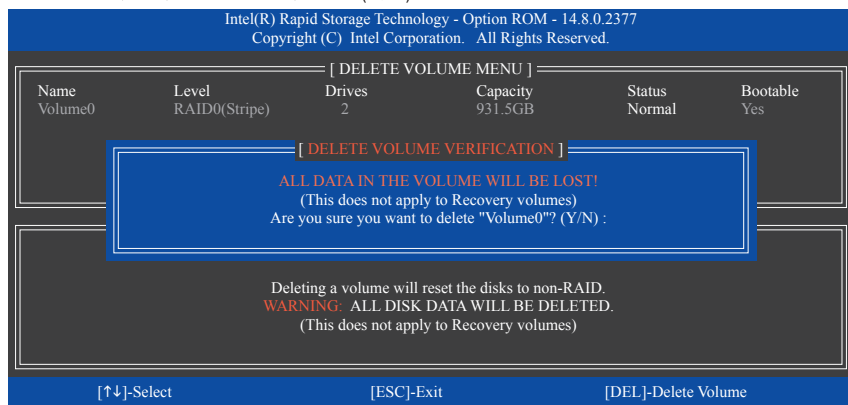 Intel(R) Rapid Storage Technology - Option ROM - 14.8.0.2377
Copyright (C) Intel Corporation. All Rights Reserved.
[ DELETE VOLUME MENU ]
Name Level Drives Capacity Status Bootable
Volume0 RAID0(Stripe) 2 931.5GB Normal Yes
[ DELETE VOLUME VERIFICATION ]
ALL DATA IN THE VOLUME WILL BE LOST!
(This does not apply to Recovery volumes)
Are you sure you want to delete "Volume0"? (Y/N) :
Deleting a volume will reset the disks to non-RAID.
WARNING: ALL DISK DATA WILL BE DELETED.
(This does not apply to Recovery volumes)
[↑↓]-Select [ESC]-Exit [DEL]-Delete Volume